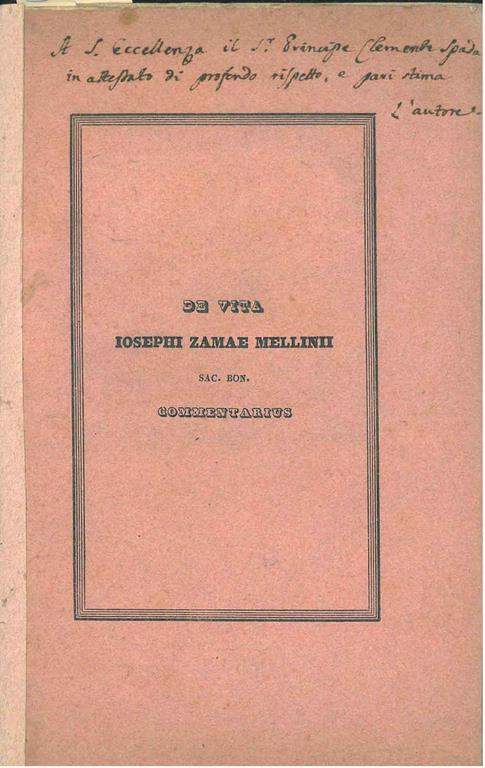 A S. Eccellenza il Sr. Principe Clemente Spada
in attestato di profondo rispetto, e pari stima
L'autore
DE VITA
IOSEPHI ZAMAE MELLINII
SAC. BON.
COMMENTARIUS